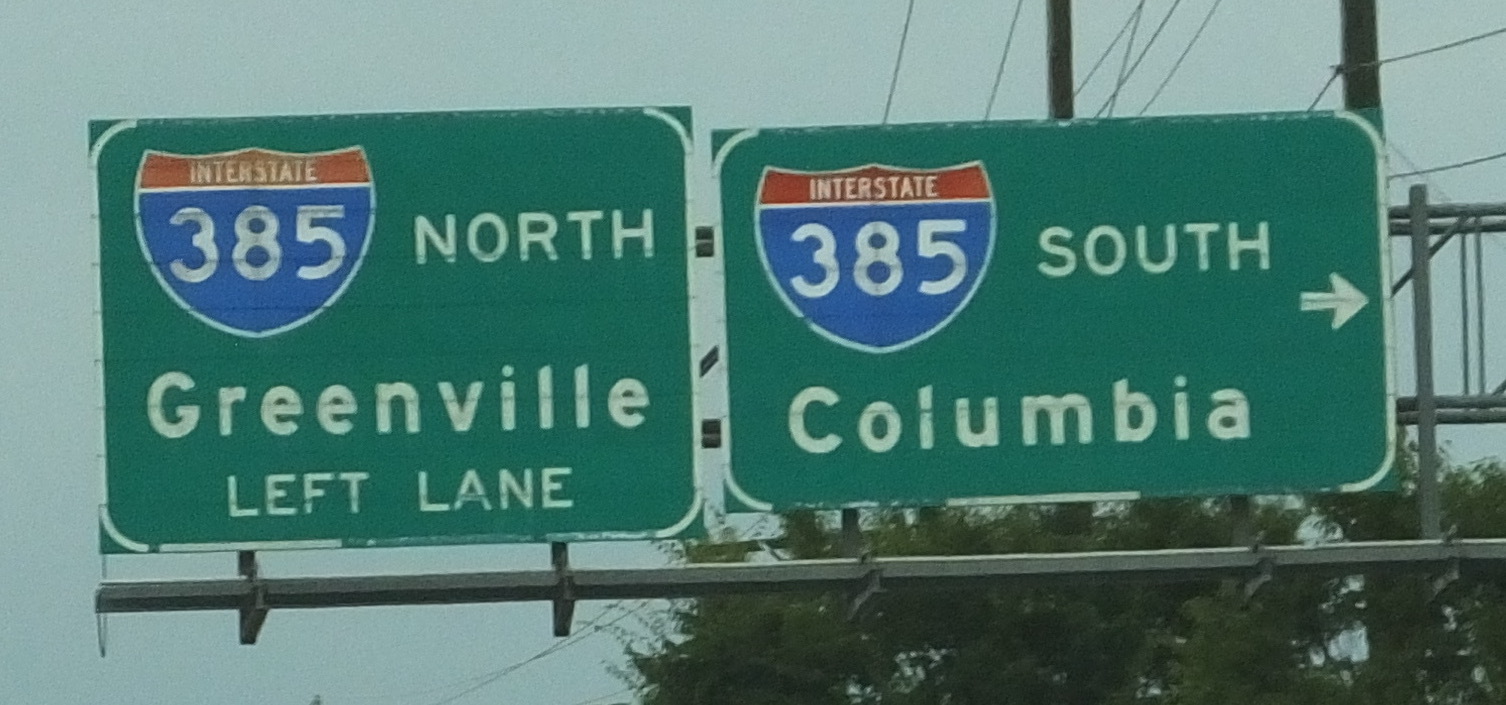 INTERSTATE
385 NORTH
Greenville
LEFT LANE
INTERSTATE
385 SOUTH
Columbia